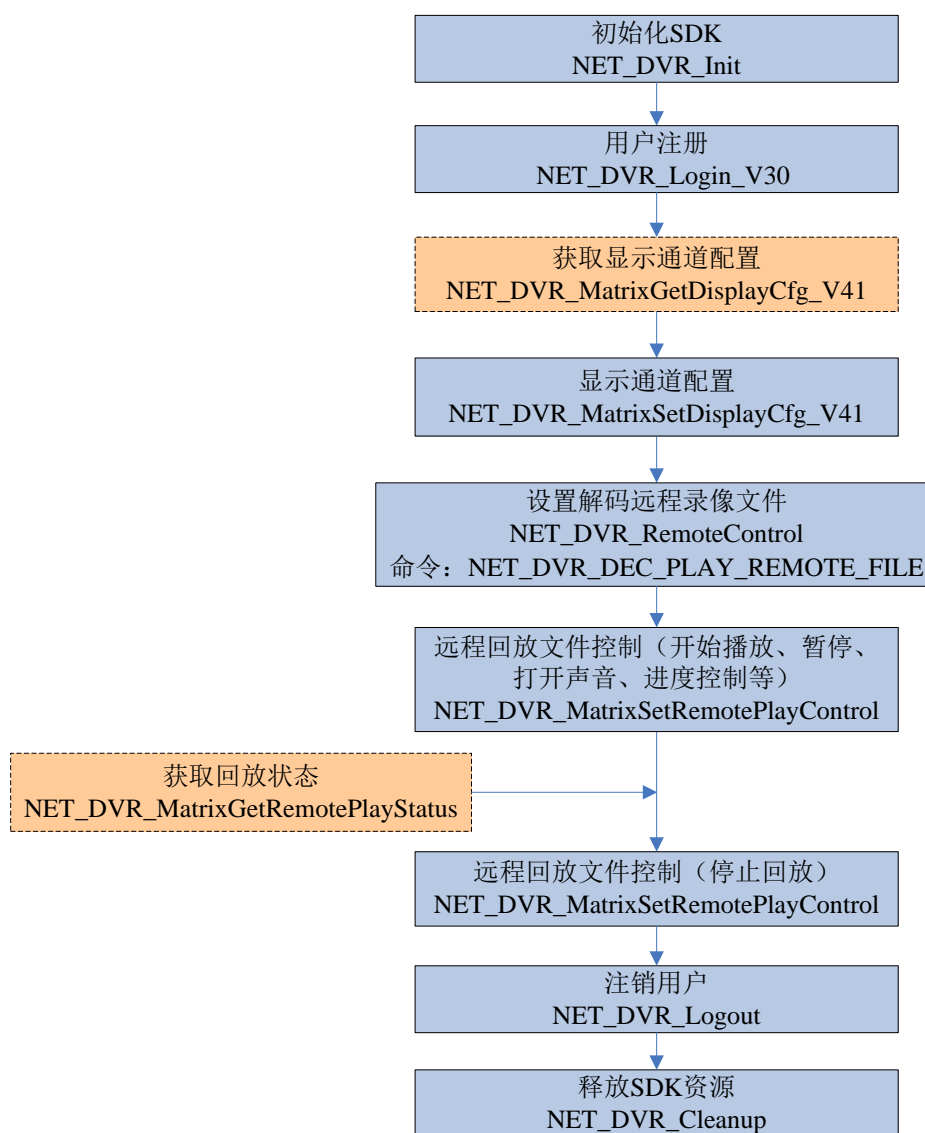 初始化SDK
NET_DVR_Init
用户注册
NET_DVR_Login_V30
获取显示通道配置
NET_DVR_MatrixGetDisplayCfg_V41
显示通道配置
NET_DVR_MatrixSetDisplayCfg_V41
设置解码远程录像文件
NET_DVR_RemoteControl
命令：NET_DVR_DEC_PLAY_REMOTE_FILE
远程回放文件控制（开始播放、暂停、
打开声音、进度控制等）
NET_DVR_MatrixSetRemotePlayControl
获取回放状态
NET_DVR_MatrixGetRemotePlayStatus
远程回放文件控制（停止回放）
NET_DVR_MatrixSetRemotePlayControl
注销用户
NET_DVR_Logout
释放SDK资源
NET_DVR_Cleanup